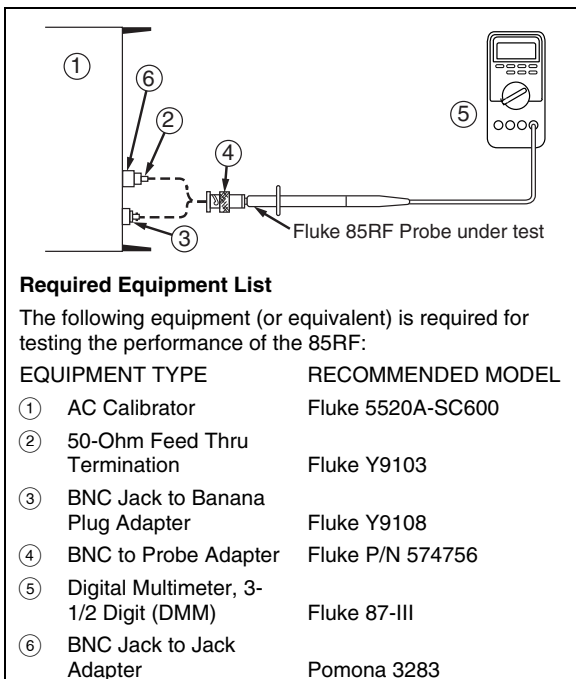 ①
⑥
②
④
⑤
③
Fluke 85RF Probe under test
Required Equipment List
The following equipment (or equivalent) is required for
testing the performance of the 85RF:
EQUIPMENT TYPE RECOMMENDED MODEL
① AC Calibrator Fluke 5520A-SC600
② 50-Ohm Feed Thru
Termination Fluke Y9103
③ BNC Jack to Banana
Plug Adapter Fluke Y9108
④ BNC to Probe Adapter Fluke P/N 574756
⑤ Digital Multimeter, 3-
1/2 Digit (DMM) Fluke 87-III
⑥ BNC Jack to Jack
Adapter Pomona 3283